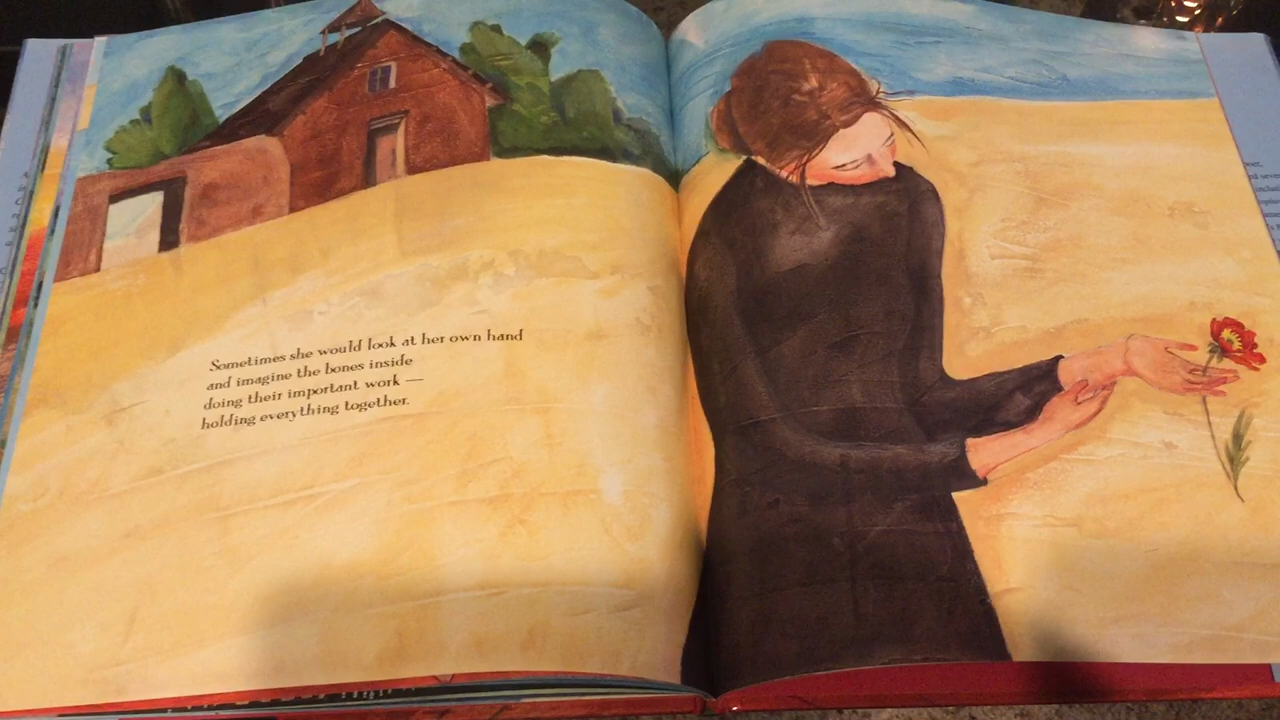 Sometimes she would look at her own hand
and imagine the bones inside
doing their important work —
holding everything together.